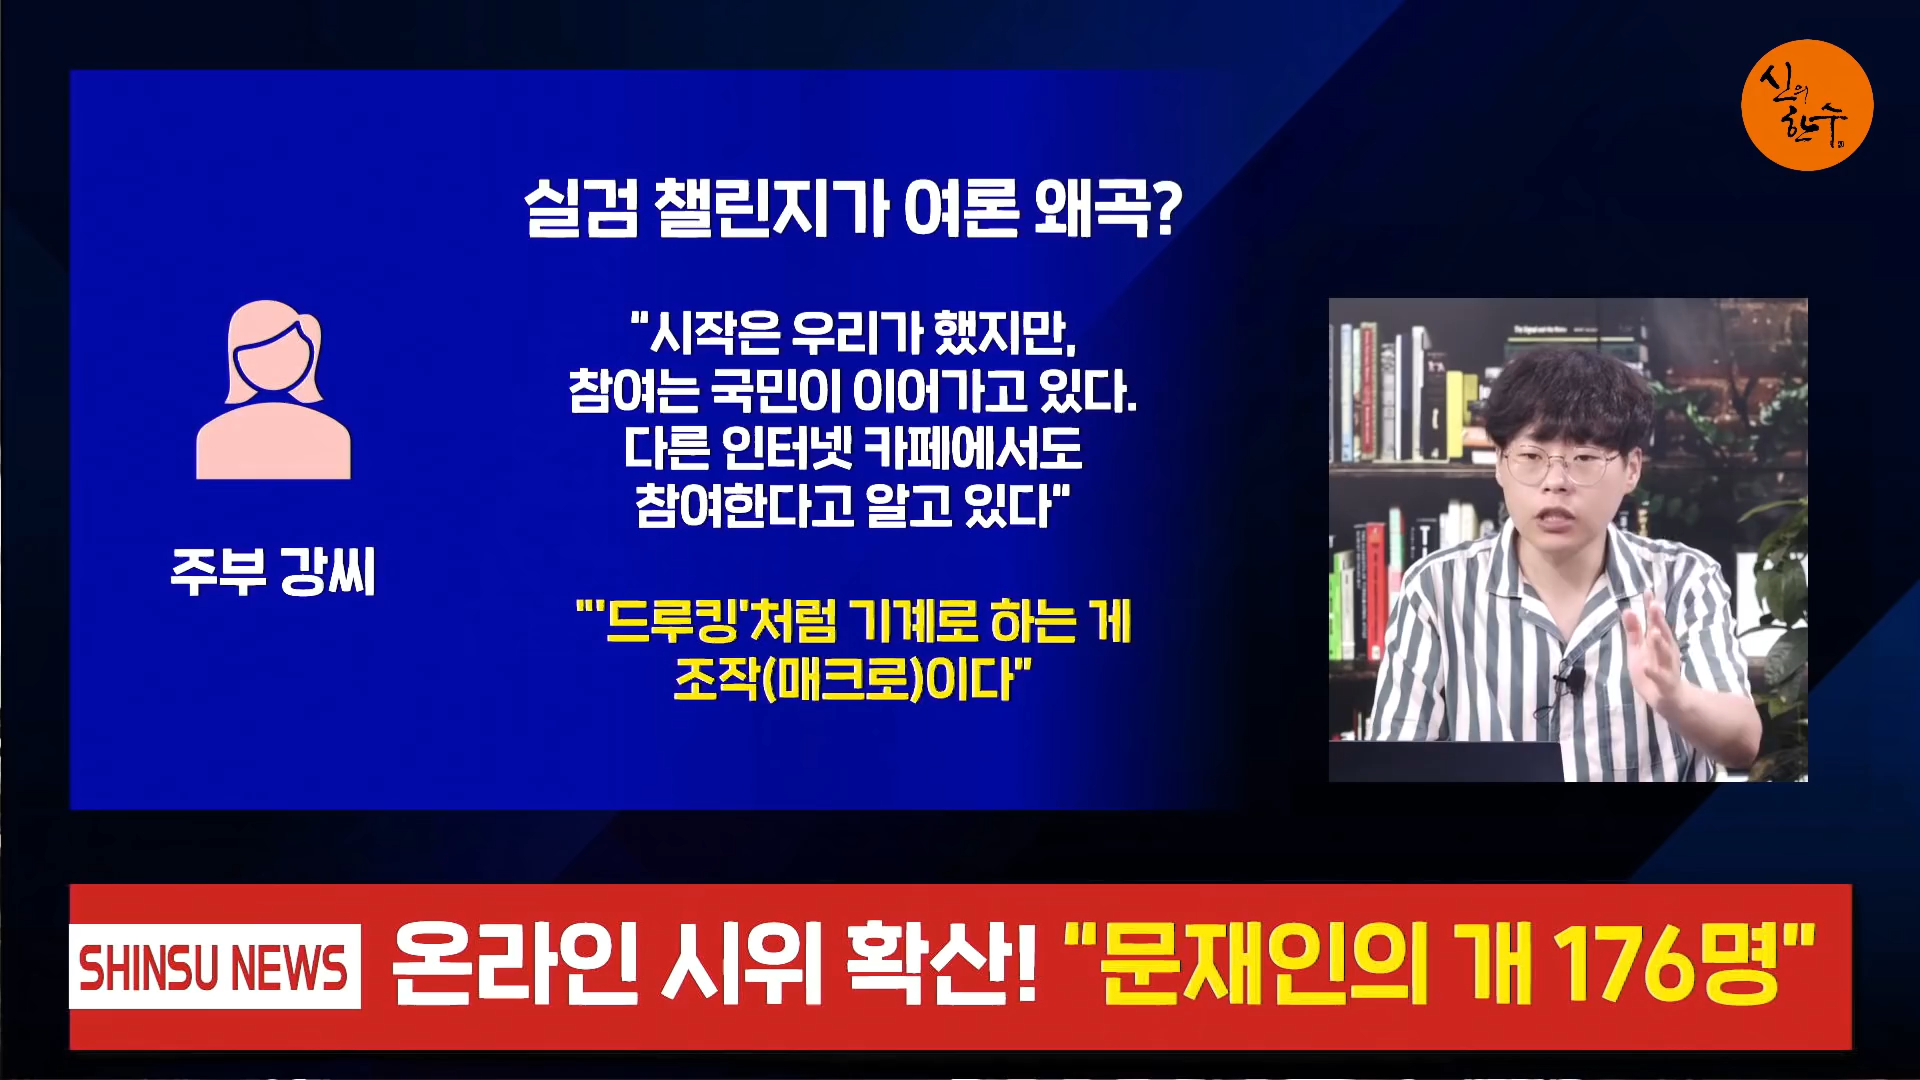 신의
한수
실검 챌린지가 여론 왜곡?
"시작은 우리가 했지만,
참여는 국민이 이어가고 있다.
다른 인터넷 카페에서도
참여한다고 알고 있다"
주부 강씨
"'드루킹'처럼 기계로 하는 게
조작(매크로)이다"
SHINSU NEWS 온라인 시위 확산! "문재인의 개 176명"